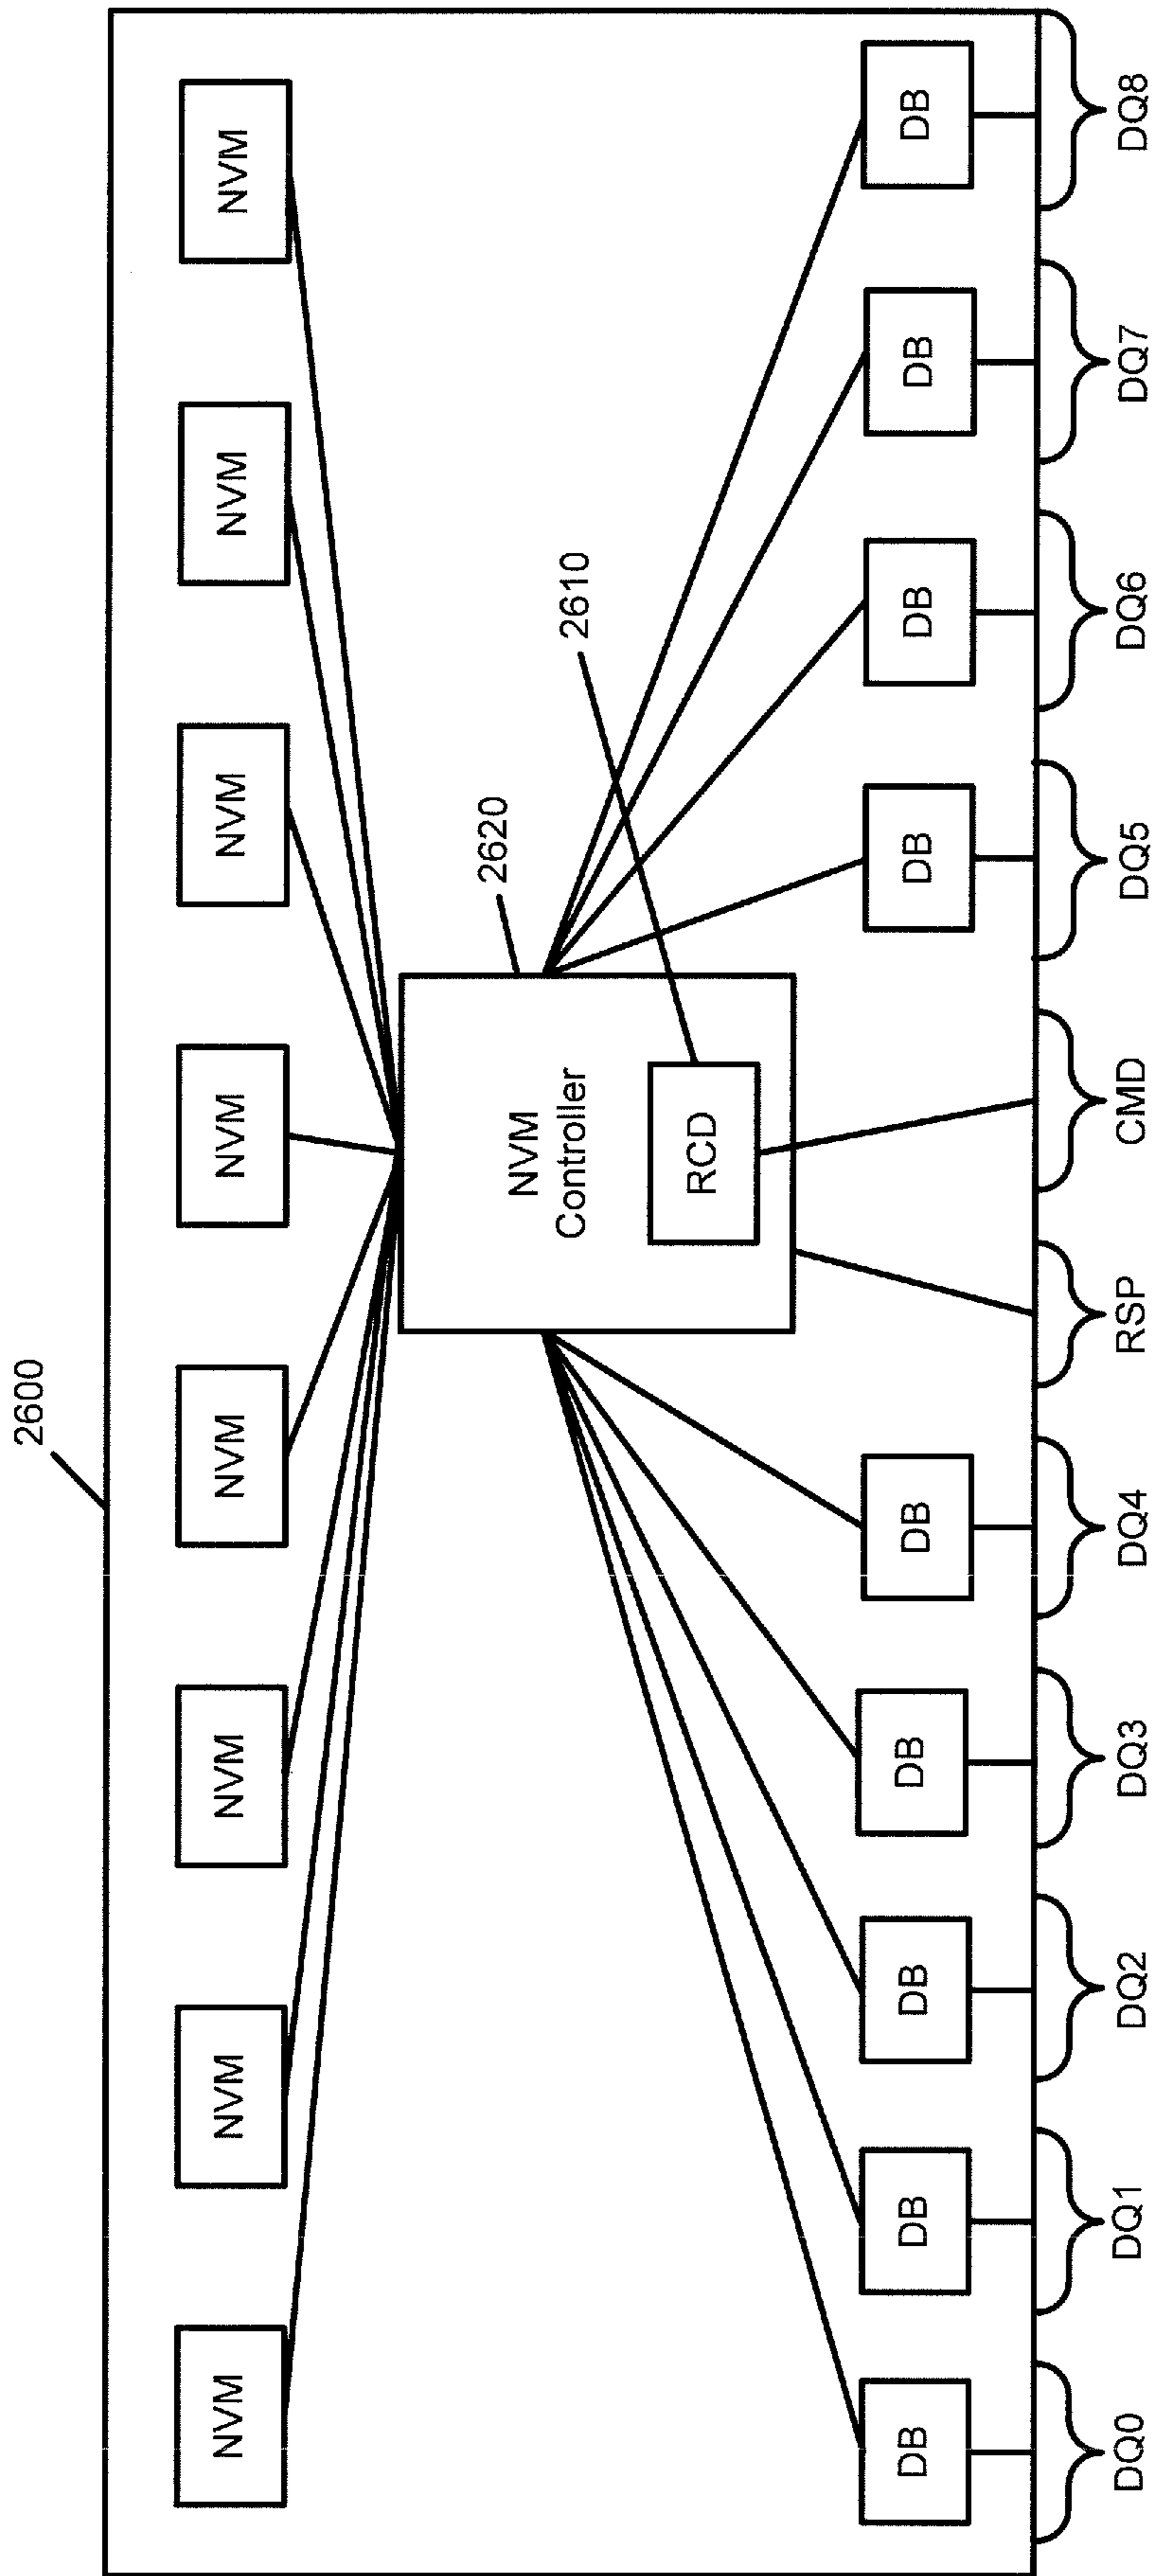 2600
NVM
NVM
NVM
NVM
NVM
NVM
NVM
NVM
2620
2610
NVM
Controller
RCD
DB
DB
DB
DB
DB
DB
DB
DB
DB
DQ0
DQ1
DQ2
DQ3
DQ4
RSP
CMD
DQ5
DQ6
DQ7
DQ8